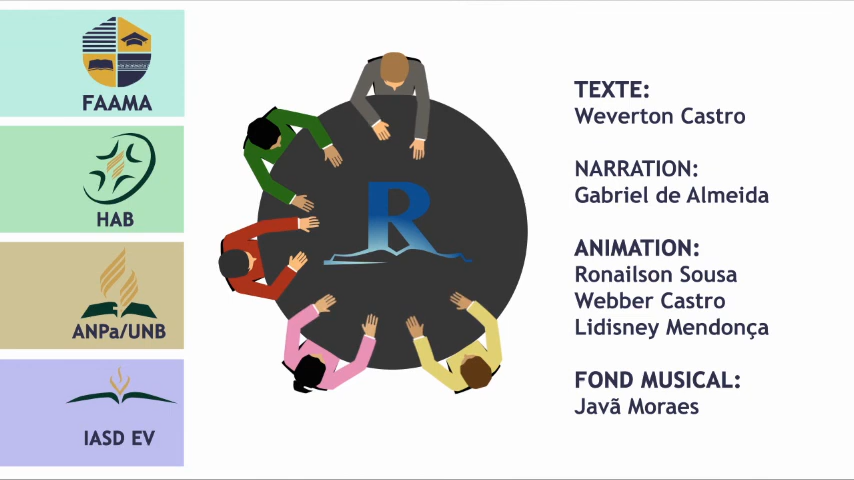 FAAMA
HAB
ANPa/UNB
IASD EV
R
TEXTE:
Weverton Castro
NARRATION:
Gabriel de Almeida
ANIMATION:
Ronailson Sousa
Webber Castro
Lidisney Mendonça
FOND MUSICAL:
Javã Moraes